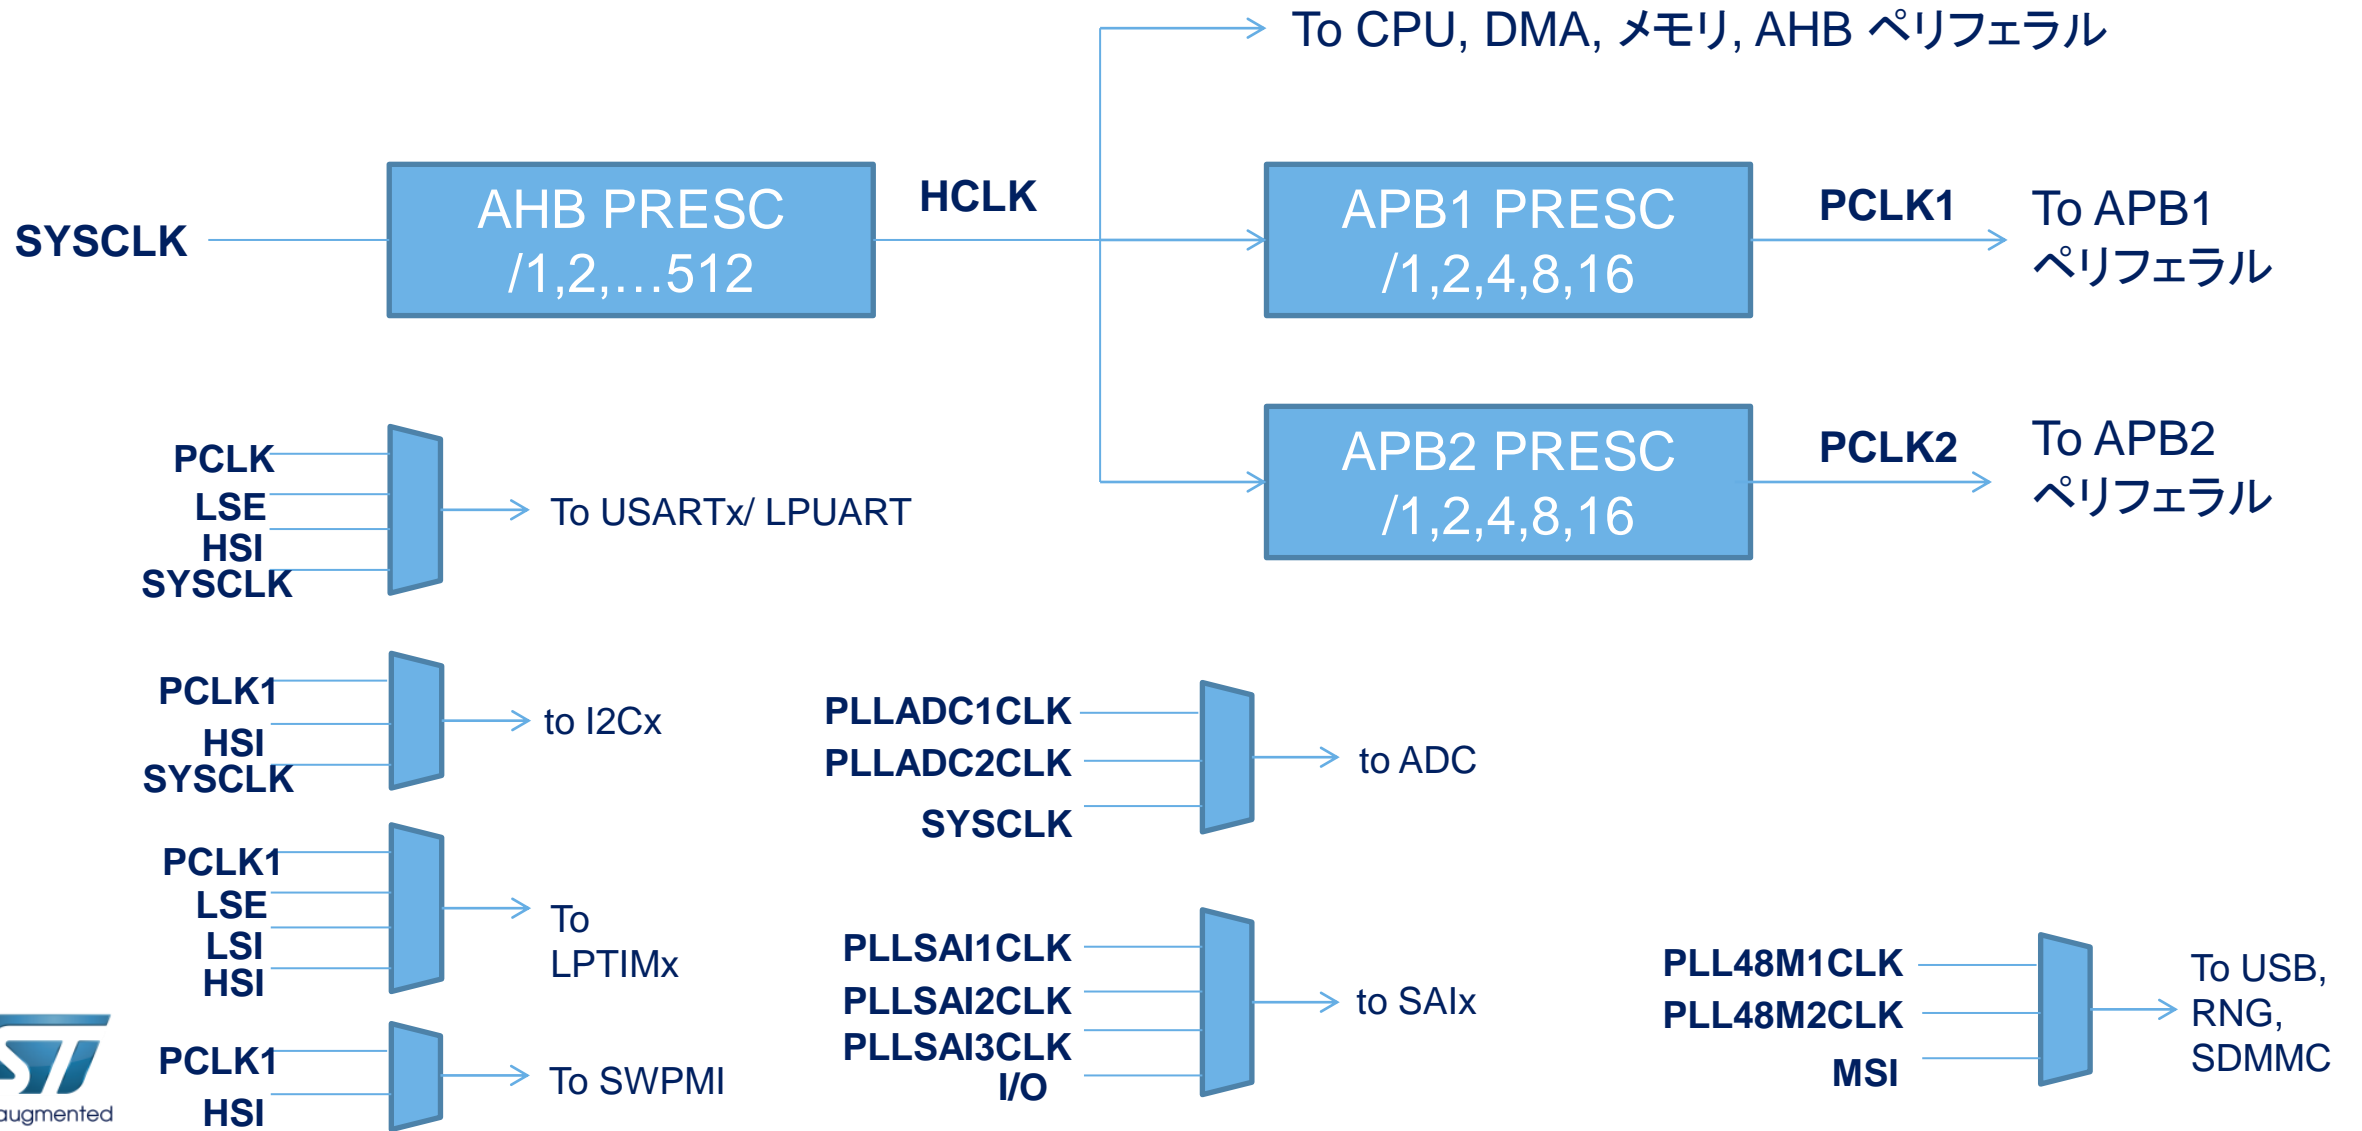 To CPU, DMA, メモリ, AHB ペリフェラル
SYSCLK
AHB PRESC
/1,2,…512
HCLK
APB1 PRESC
/1,2,4,8,16
PCLK1
To APB1
ペリフェラル
APB2 PRESC
/1,2,4,8,16
PCLK2
To APB2
ペリフェラル
PCLK
LSE
HSI
SYSCLK
To USARTx/ LPUART
PCLK1
HSI
SYSCLK
to I2Cx
PCLK1
LSE
LSI
HSI
To
LPTIMx
PCLK1
HSI
To SWPMI
PLLADC1CLK
PLLADC2CLK
SYSCLK
to ADC
PLLSAI1CLK
PLLSAI2CLK
PLLSAI3CLK
I/O
to SAIx
PLL48M1CLK
PLL48M2CLK
MSI
To USB,
RNG,
SDMMC
augmented